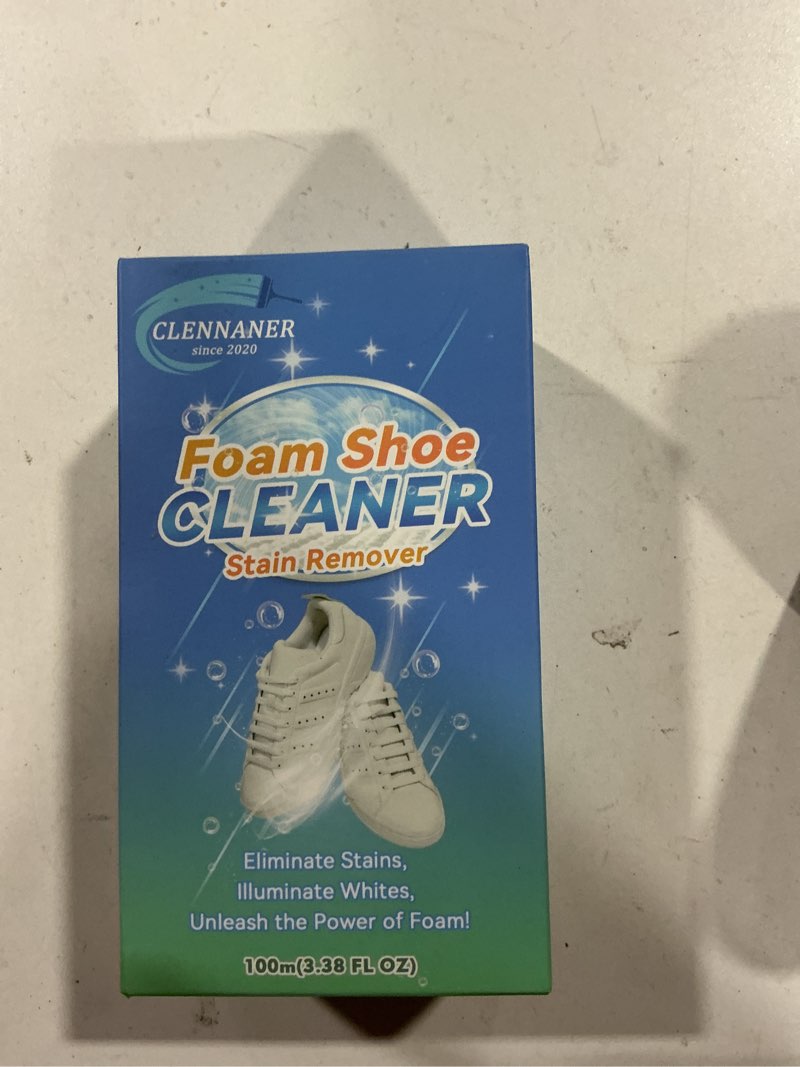 CLENNANER
since 2020
Foam Shoe
CLEANER
Stain Remover
Eliminate Stains,
Illuminate Whites,
Unleash the Power of Foam!
100m(3.38 FL OZ)